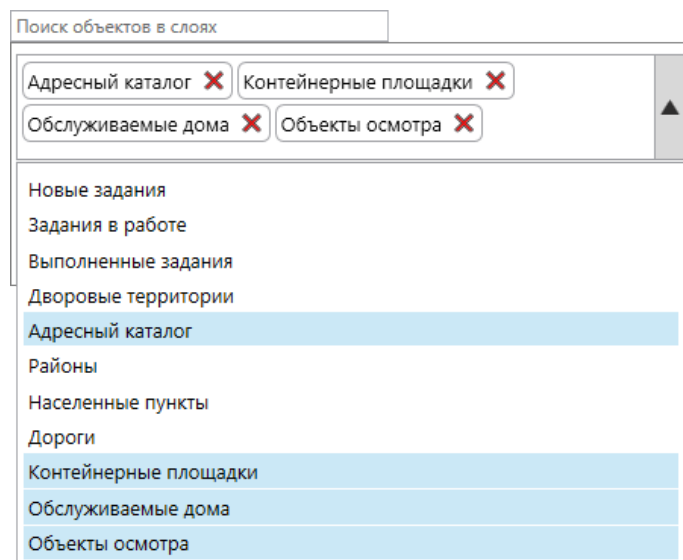 Поиск объектов в слоях
Адресный каталог Контейнерные площадки
Обслуживаемые дома Объекты осмотра
Новые задания
Задания в работе
Выполненные задания
Дворовые территории
Адресный каталог
Районы
Населенные пункты
Дороги
Контейнерные площадки
Обслуживаемые дома
Объекты осмотра